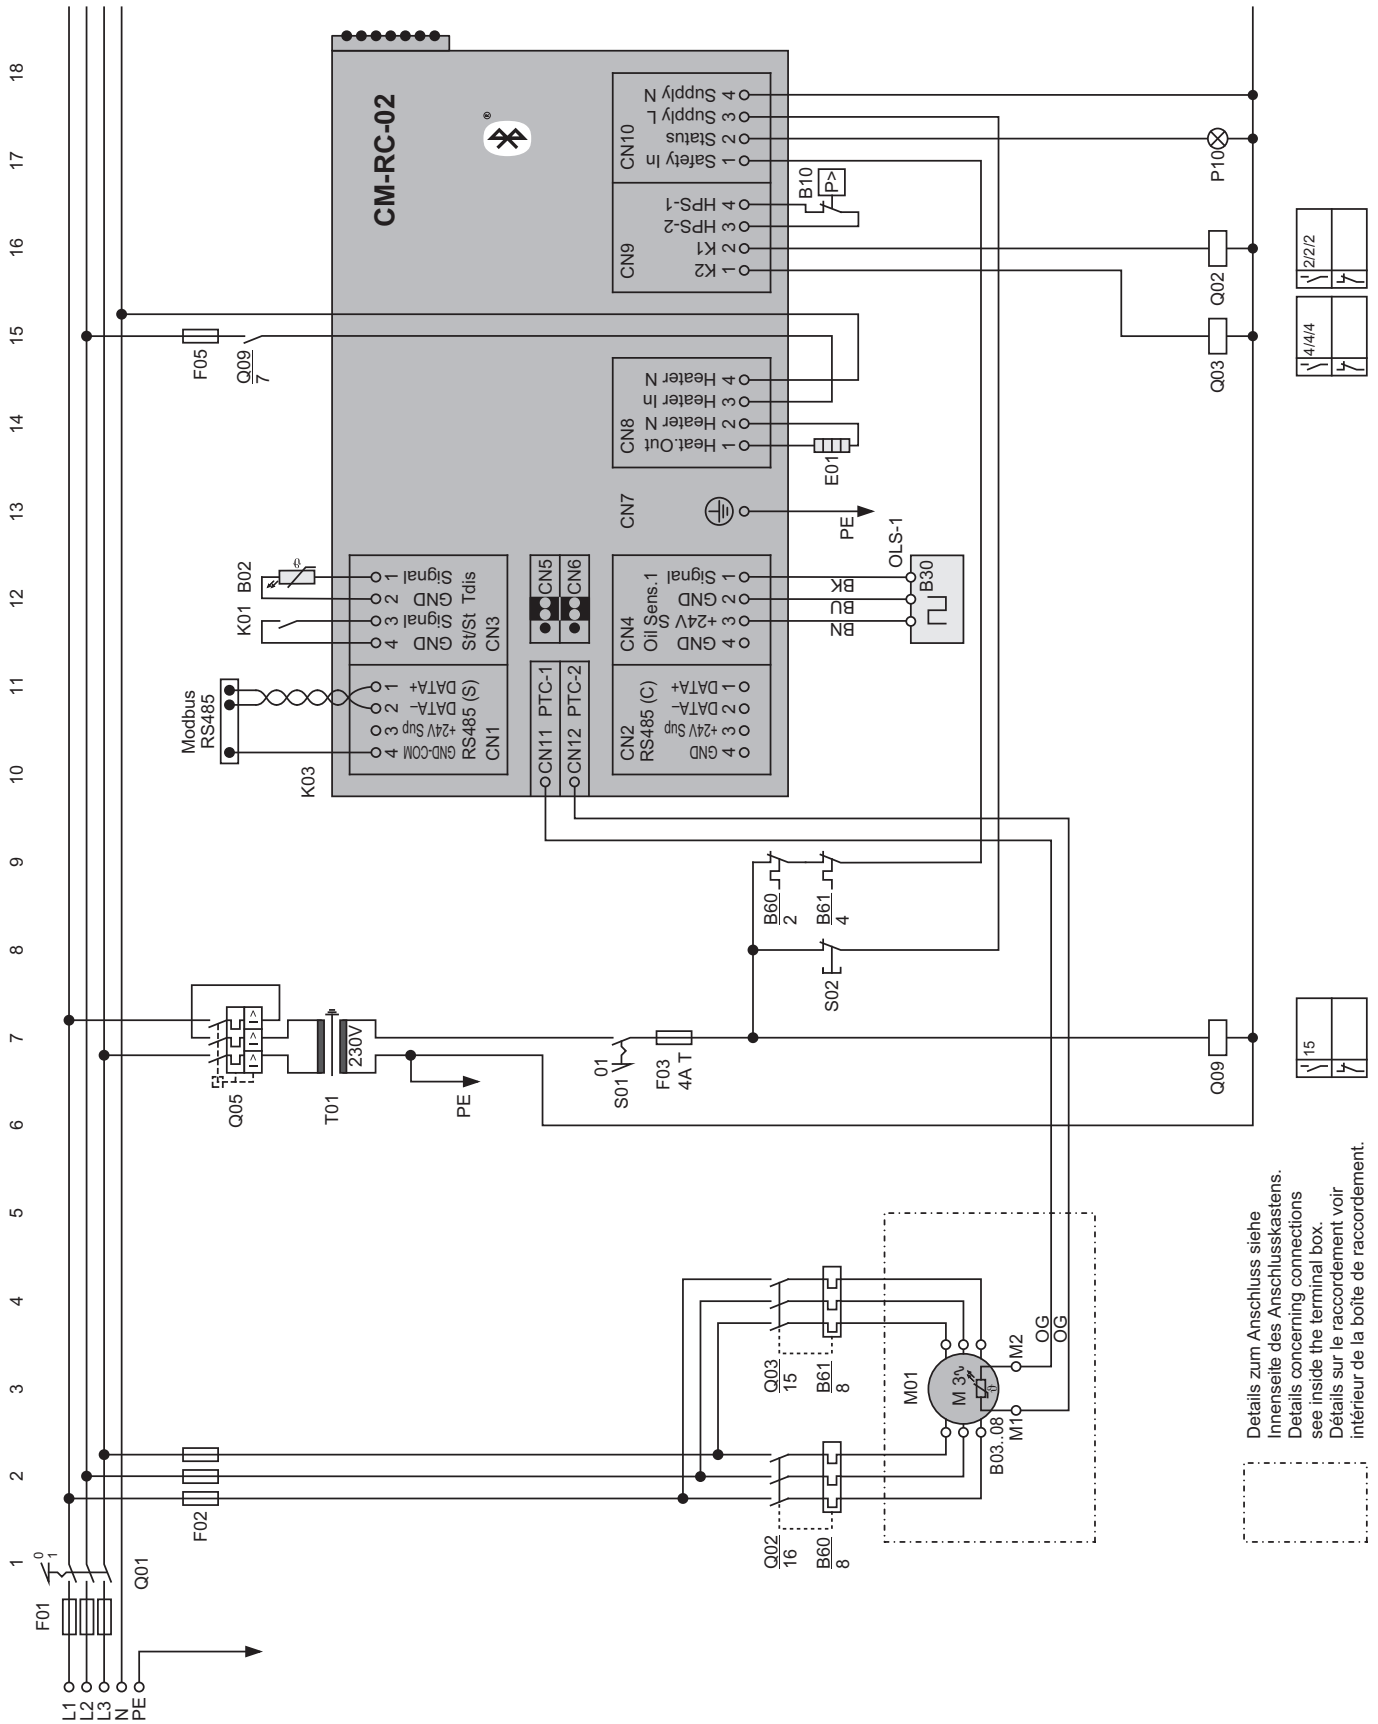 L1
L2
L3
N
PE
F01
0
1
Q01
1
2
3
4
5
6
7
8
9
10
11
12
13
14
15
16
17
18
F02
Q02
16
B60
8
Q03
15
B61
8
M01
M 3~
ϑ
B03..08
M1
M2
OG
OG
Q05
I >
I >
I >
T01
230V
PE
01
S01
F03
4A T
S02
B60
2
B61
4
Q09
15
Modbus
RS485
K03
K01
B02
ϑ
CM-RC-02
®
4 GND-COM
3 +24V Sup
2 DATA–
1 DATA+
RS485 (S)
CN1
4 GND
3 Signal
2 GND
1 Signal
St/St Tdis
CN3
CN11 PTC-1
CN12 PTC-2
CN5
CN6
CN2
RS485 (C)
GND 4
+24V Sup 3
DATA– 2
DATA+ 1
CN4
Oil Sens.1
GND 4
+24V S 3
GND 2
Signal 1
BN
BU
BK
OLS-1
B30
CN7
PE
CN8
Heat.Out 1
Heater N 2
Heater In 3
Heater N 4
E01
F05
Q09
7
CN9
K2 1
K1 2
HPS-2 3
HPS-1 4
B10
P>
CN10
Safety In 1
Status 2
Supply L 3
Supply N 4
Q03
Q02
P10
4/4/4
2/2/2
Details zum Anschluss siehe
Innenseite des Anschlusskastens.
Details concerning connections
see inside the terminal box.
Détails sur le raccordement voir
intérieur de la boîte de raccordement.